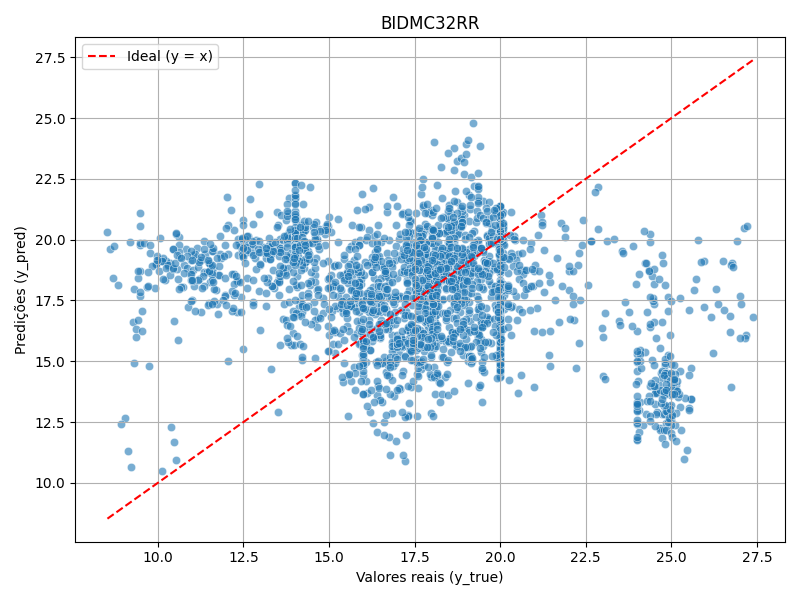 BIDMC32RR
Ideal (y = x)
27.5
25.0
22.5
20.0
17.5
15.0
12.5
10.0
Predições (y_pred)
10.0 12.5 15.0 17.5 20.0 22.5 25.0 27.5
Valores reais (y_true)